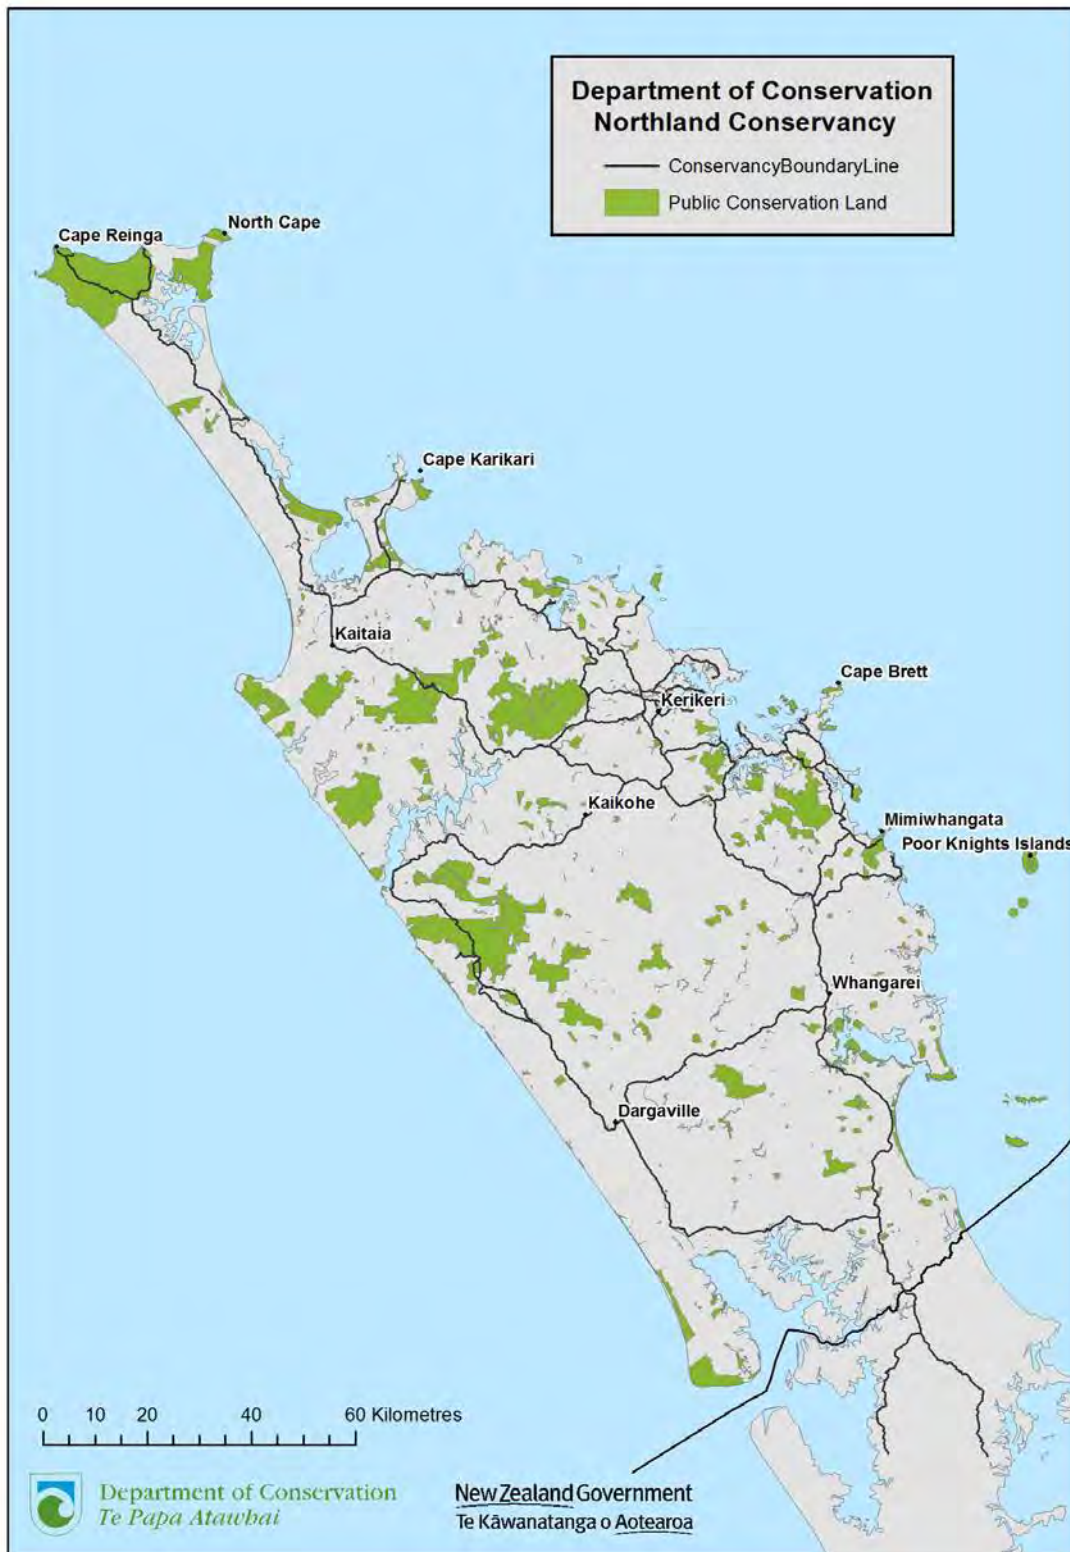 Department of Conservation
Northland Conservancy
ConservancyBoundaryLine
Public Conservation Land
North Cape
Cape Reinga
Cape Karikari
Kaitaia
Cape Brett
Kerikeri
Kaikohe
Mimiwhangata
Poor Knights Islands
Whangarei
Dargaville
0 10 20 40 60 Kilometres
Department of Conservation
Te Papa Atawhai
New Zealand Government
Te Kāwanatanga o Aotearoa